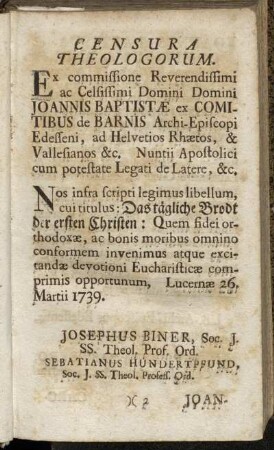 CENSURA
THEOLOGORUM.
Ex commissione Reverendissimi
ac Celsissimi Domini Domini
JOANNIS BAPTISTÆ ex COMI-
TIBUS de BARNIS Archi-Episcopi
Edesseni, ad Helvetios Rhætos, &
Vallesianos &c. Nuntii Apostolici
cum potestate Legati de Latere, &c.
Nos infra scripti legimus libellum,
cui titulus: Das tägliche Brodt
der ersten Christen: Quem fidei or-
thodoxæ, ac bonis moribus omnino
conformem invenimus atque exci-
tandæ devotioni Eucharisticæ com-
primis opportunum, Lucernæ 26.
Martii 1739.
JOSEPHUS BINER, Soc. J.
SS. Theol. Prof. Ord.
SEBATIANUS HUNDERTPFUND,
Soc. J. SS. Theol. Profess. Ord.
)( 2 JOAN-